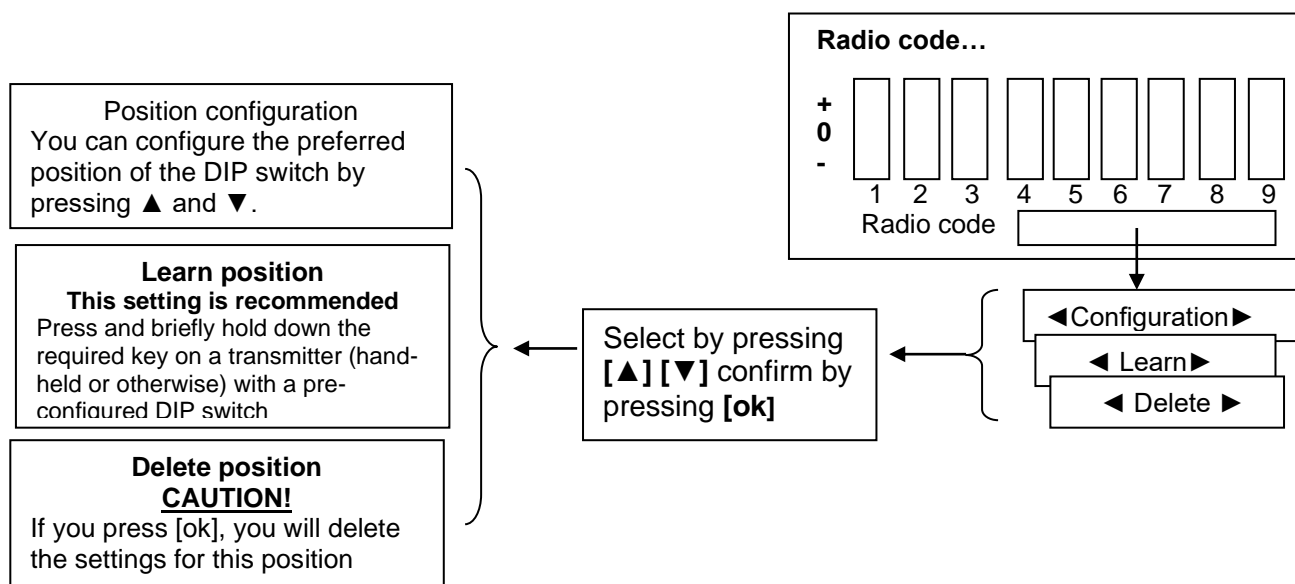 Radio code…
+
0
-
1 2 3 4 5 6 7 8 9
Radio code
◄Configuration►
◄ Learn►
◄ Delete ►
Select by pressing
[▲] [▼] confirm by
pressing [ok]
Position configuration
You can configure the preferred
position of the DIP switch by
pressing ▲ and ▼.
Learn position
This setting is recommended
Press and briefly hold down the
required key on a transmitter (hand-
held or otherwise) with a pre-
configured DIP switch
Delete position
CAUTION!
If you press [ok], you will delete
the settings for this position